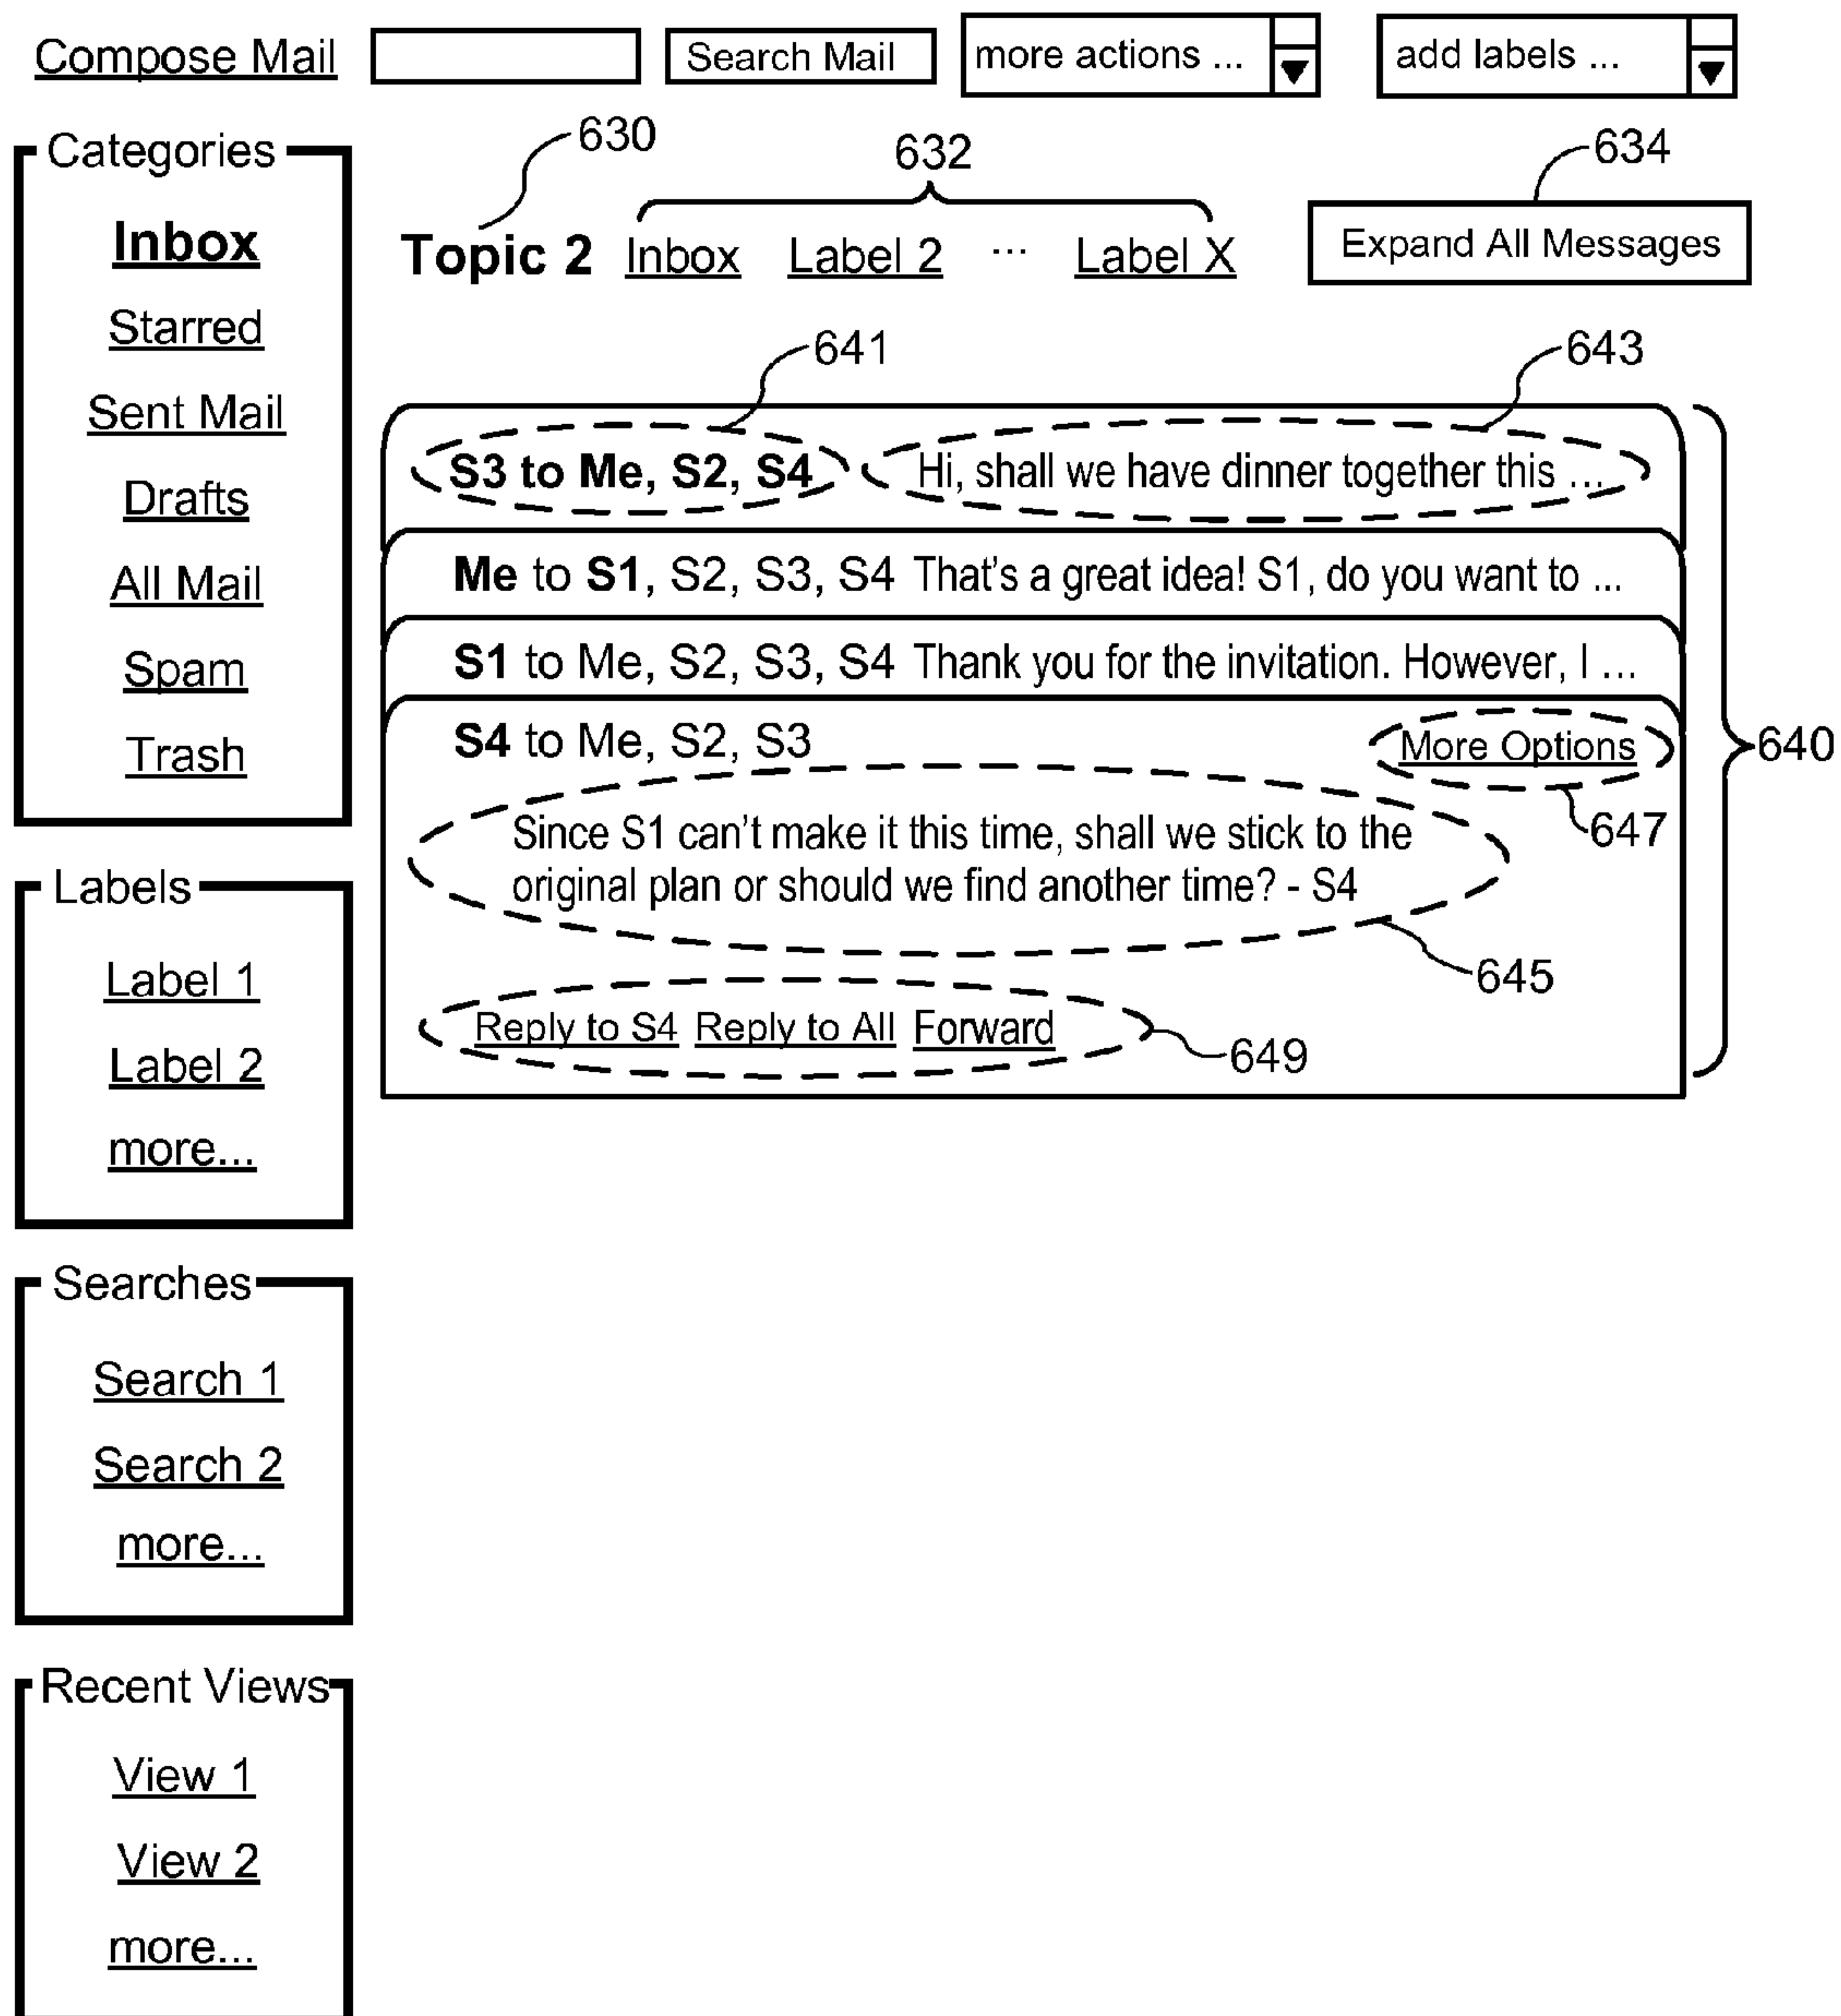 Compose Mail Search Mail more actions ... add labels ...
Categories
Inbox
Starred
Sent Mail
Drafts
All Mail
Spam
Trash
Labels
Label 1
Label 2
more...
Searches
Search 1
Search 2
more...
Recent Views
View 1
View 2
more...
630
632
634
Topic 2 Inbox Label 2 ... Label X Expand All Messages
641
643
S3 to Me, S2, S4 Hi, shall we have dinner together this ...
Me to S1, S2, S3, S4 That's a great idea! S1, do you want to ...
S1 to Me, S2, S3, S4 Thank you for the invitation. However, I ...
S4 to Me, S2, S3 More Options
640
647
Since S1 can't make it this time, shall we stick to the
original plan or should we find another time? - S4
645
Reply to S4 Reply to All Forward
649